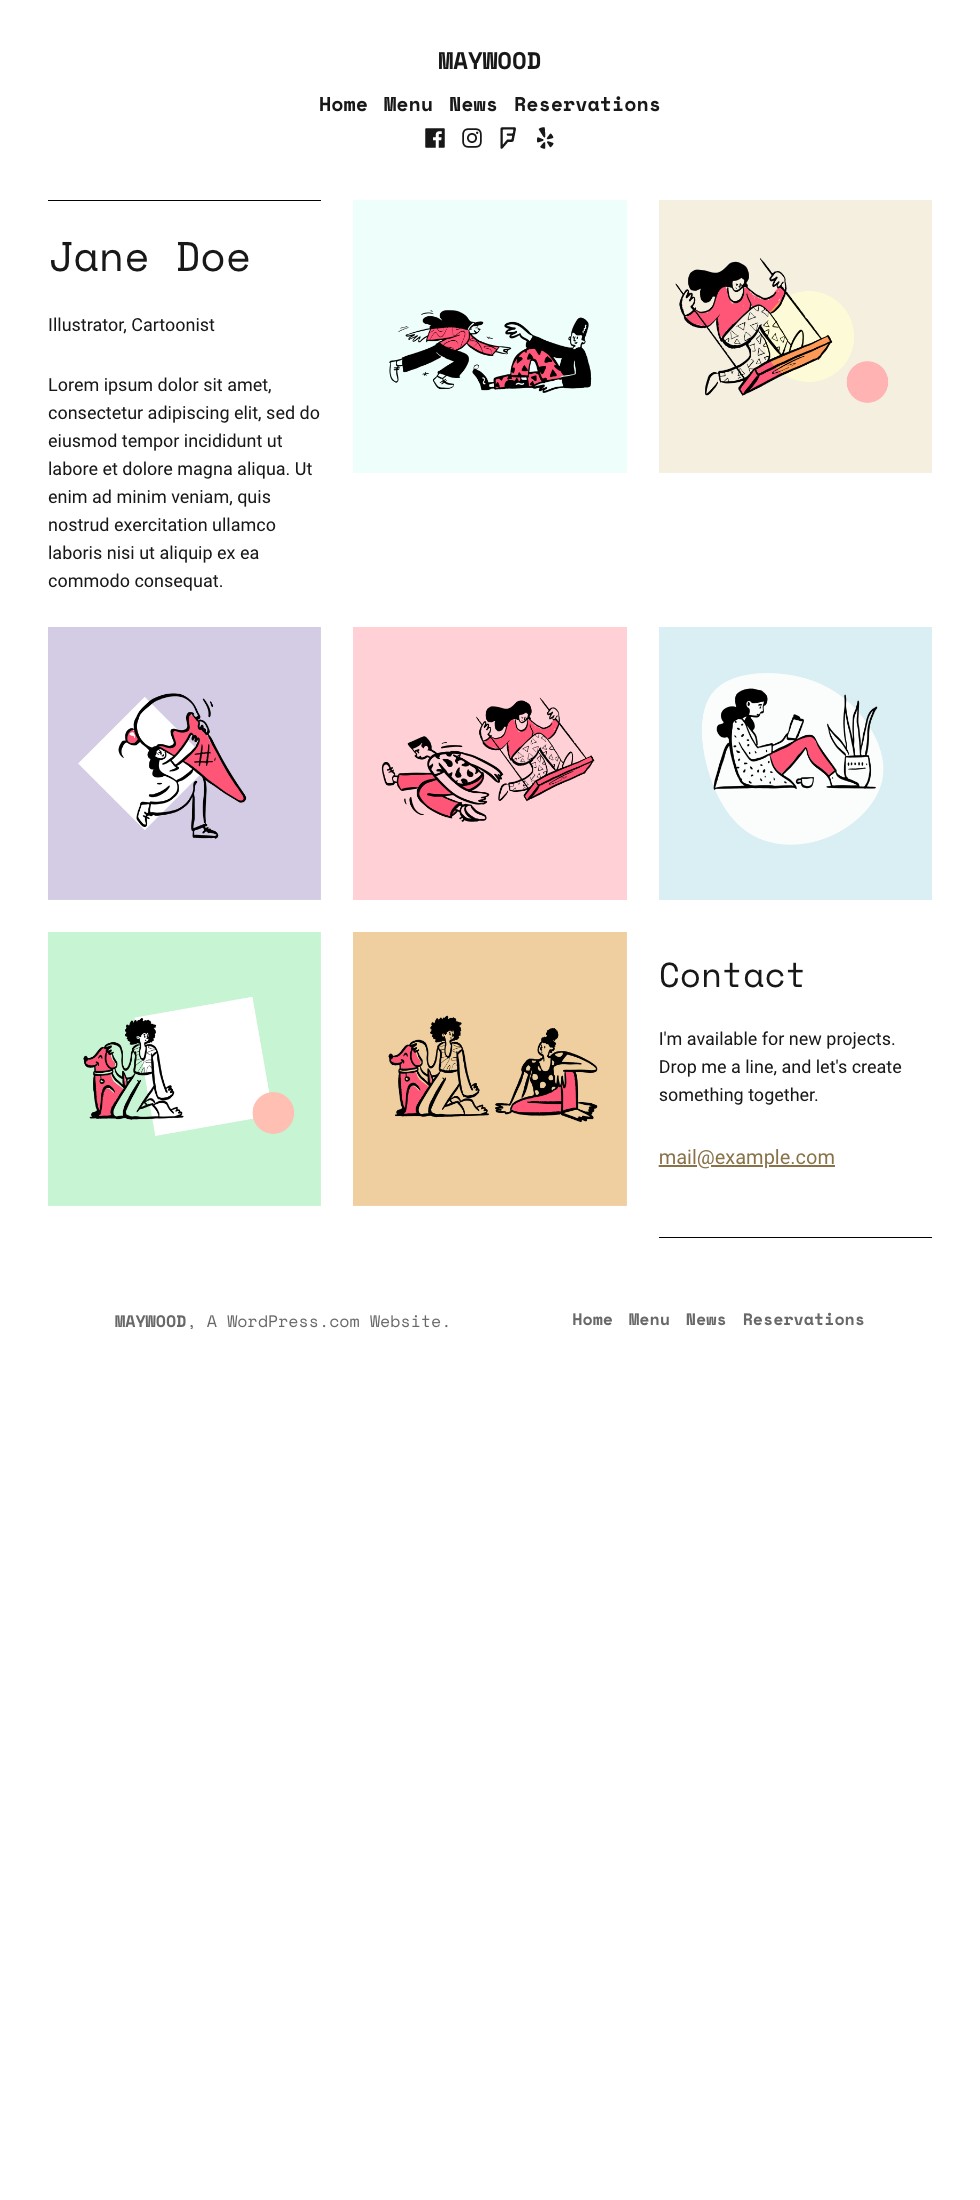 MAYWOOD
Home Menu News Reservations
Jane Doe
Illustrator, Cartoonist
Lorem ipsum dolor sit amet,
consectetur adipiscing elit, sed do
eiusmod tempor incididunt ut
labore et dolore magna aliqua. Ut
enim ad minim veniam, quis
nostrud exercitation ullamco
laboris nisi ut aliquip ex ea
commodo consequat.
Contact
I'm available for new projects.
Drop me a line, and let's create
something together.
mail@example.com
MAYWOOD, A WordPress.com Website.
Home Menu News Reservations